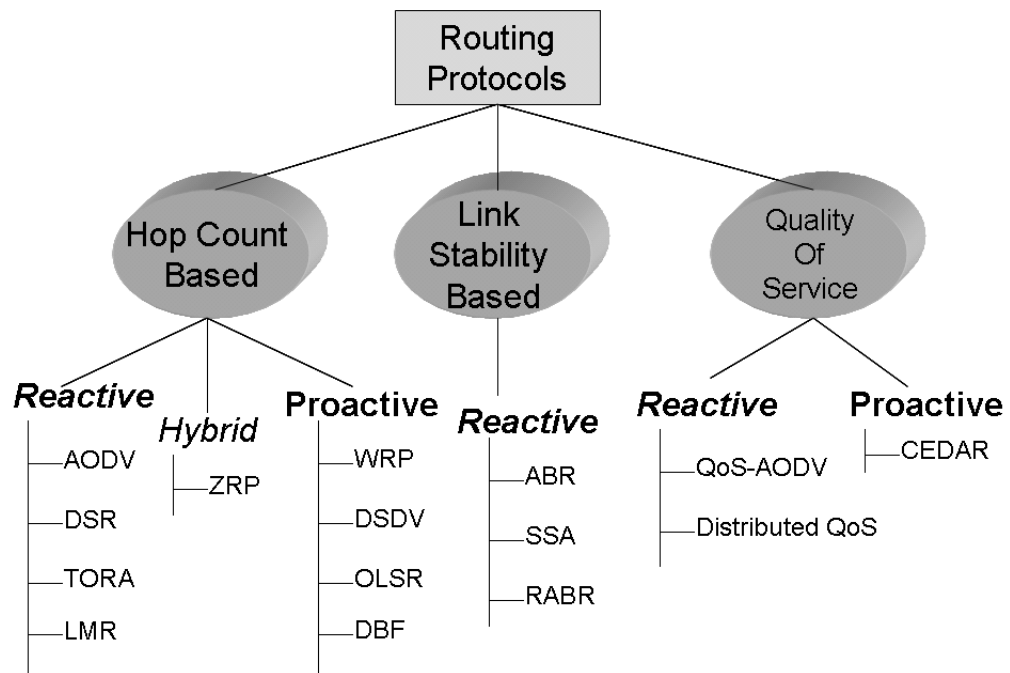 Routing
Protocols
Hop Count
Based
Link
Stability
Based
Quality
Of
Service
Reactive
AODV
DSR
TORA
LMR
Hybrid
ZRP
Proactive
WRP
DSDV
OLSR
DBF
Reactive
ABR
SSA
RABR
Reactive
QoS-AODV
Distributed QoS
Proactive
CEDAR